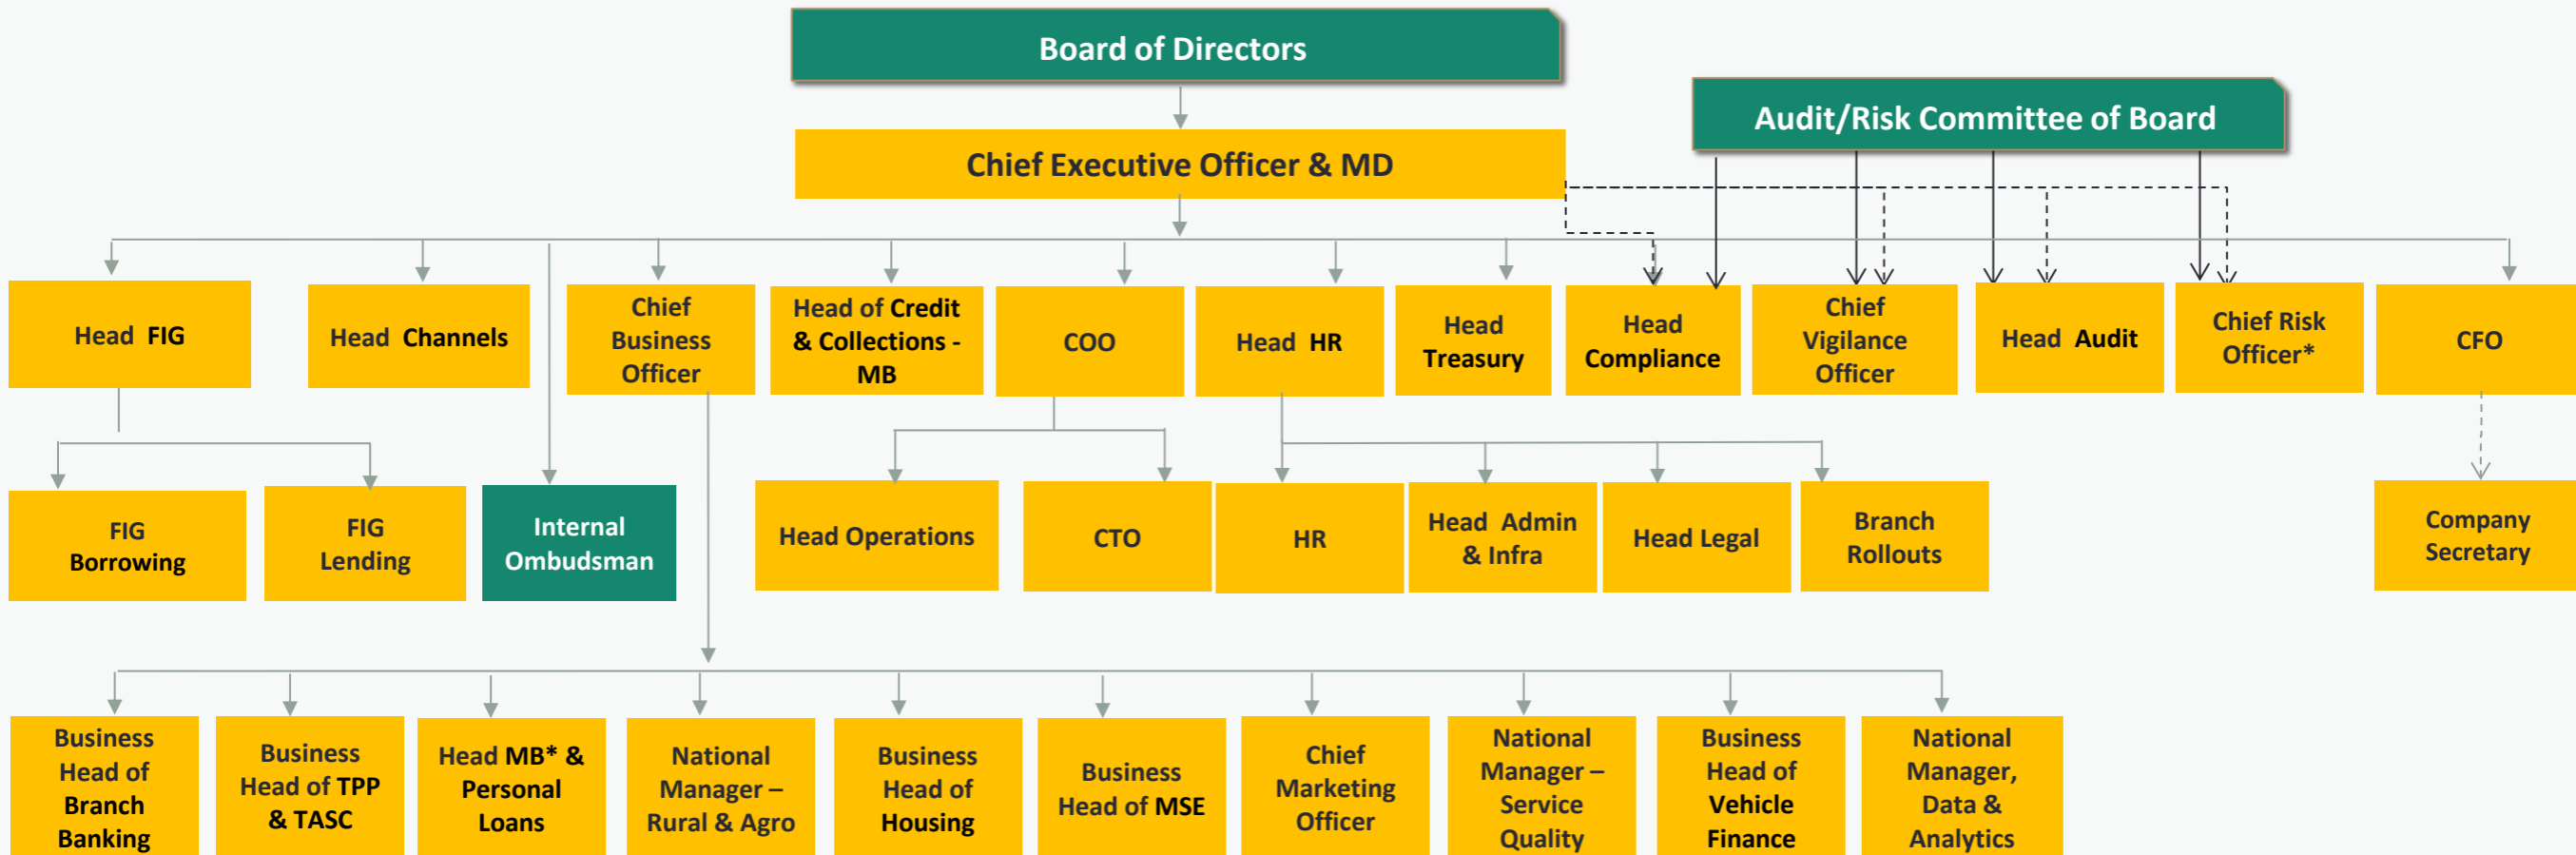 Board of Directors
Audit/Risk Committee of Board
Chief Executive Officer & MD
Head FIG
Head Channels
Chief
Business
Officer
Head of Credit
& Collections -
MB
COO
Head HR
Head
Treasury
Head
Compliance
Chief
Vigilance
Officer
Head Audit
Chief Risk
Officer*
CFO
FIG
Borrowing
FIG
Lending
Internal
Ombudsman
Head Operations
CTO
HR
Head Admin
& Infra
Head Legal
Branch
Rollouts
Company
Secretary
Business
Head of
Branch
Banking
Business
Head of TPP
& TASC
Head MB* &
Personal
Loans
National
Manager –
Rural & Agro
Business
Head of
Housing
Business
Head of MSE
Chief
Marketing
Officer
National
Manager –
Service
Quality
Business
Head of
Vehicle
Finance
National
Manager,
Data &
Analytics